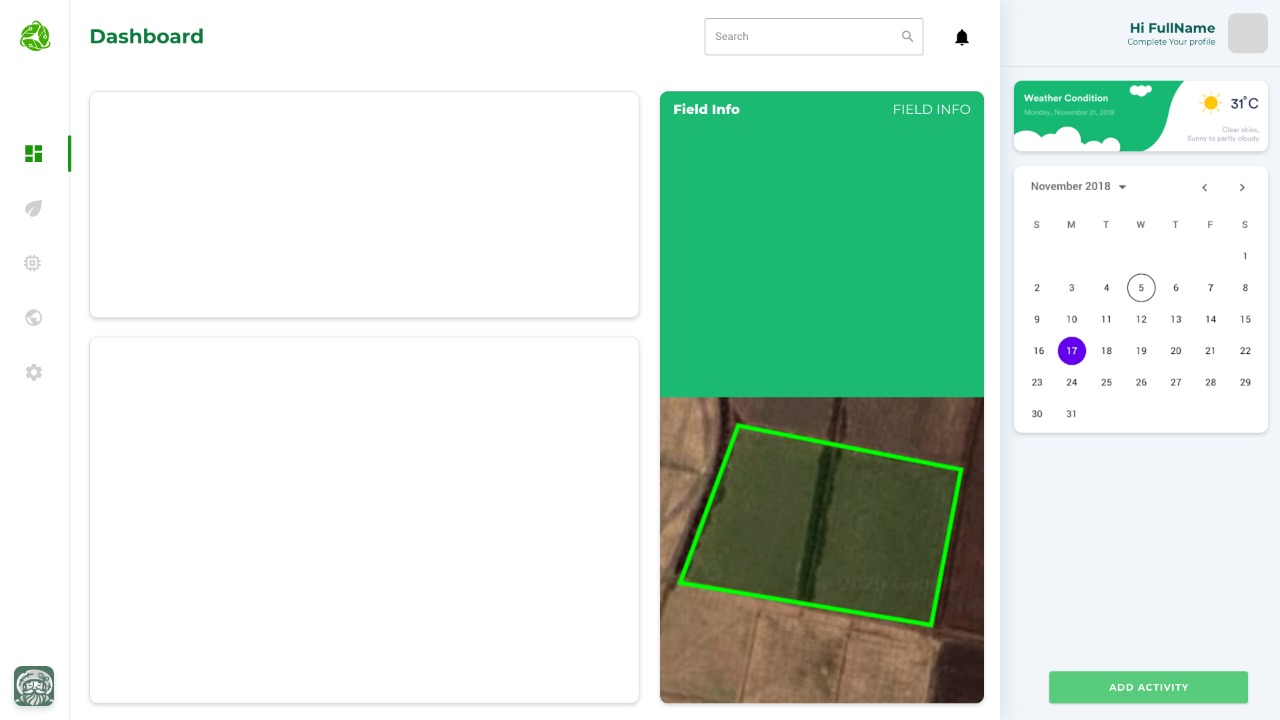 Dashboard
Search
Hi FullName
Complete Your profile
Field Info
FIELD INFO
Weather Condition
Monday, November 21, 2018
31°C
Clear skies,
Sunny to partly cloudy
November 2018
S M T W T F S
1
2 3 4 5 6 7 8
9 10 11 12 13 14 15
16 17 18 19 20 21 22
23 24 25 26 27 28 29
30 31
© 2020 Google
ADD ACTIVITY